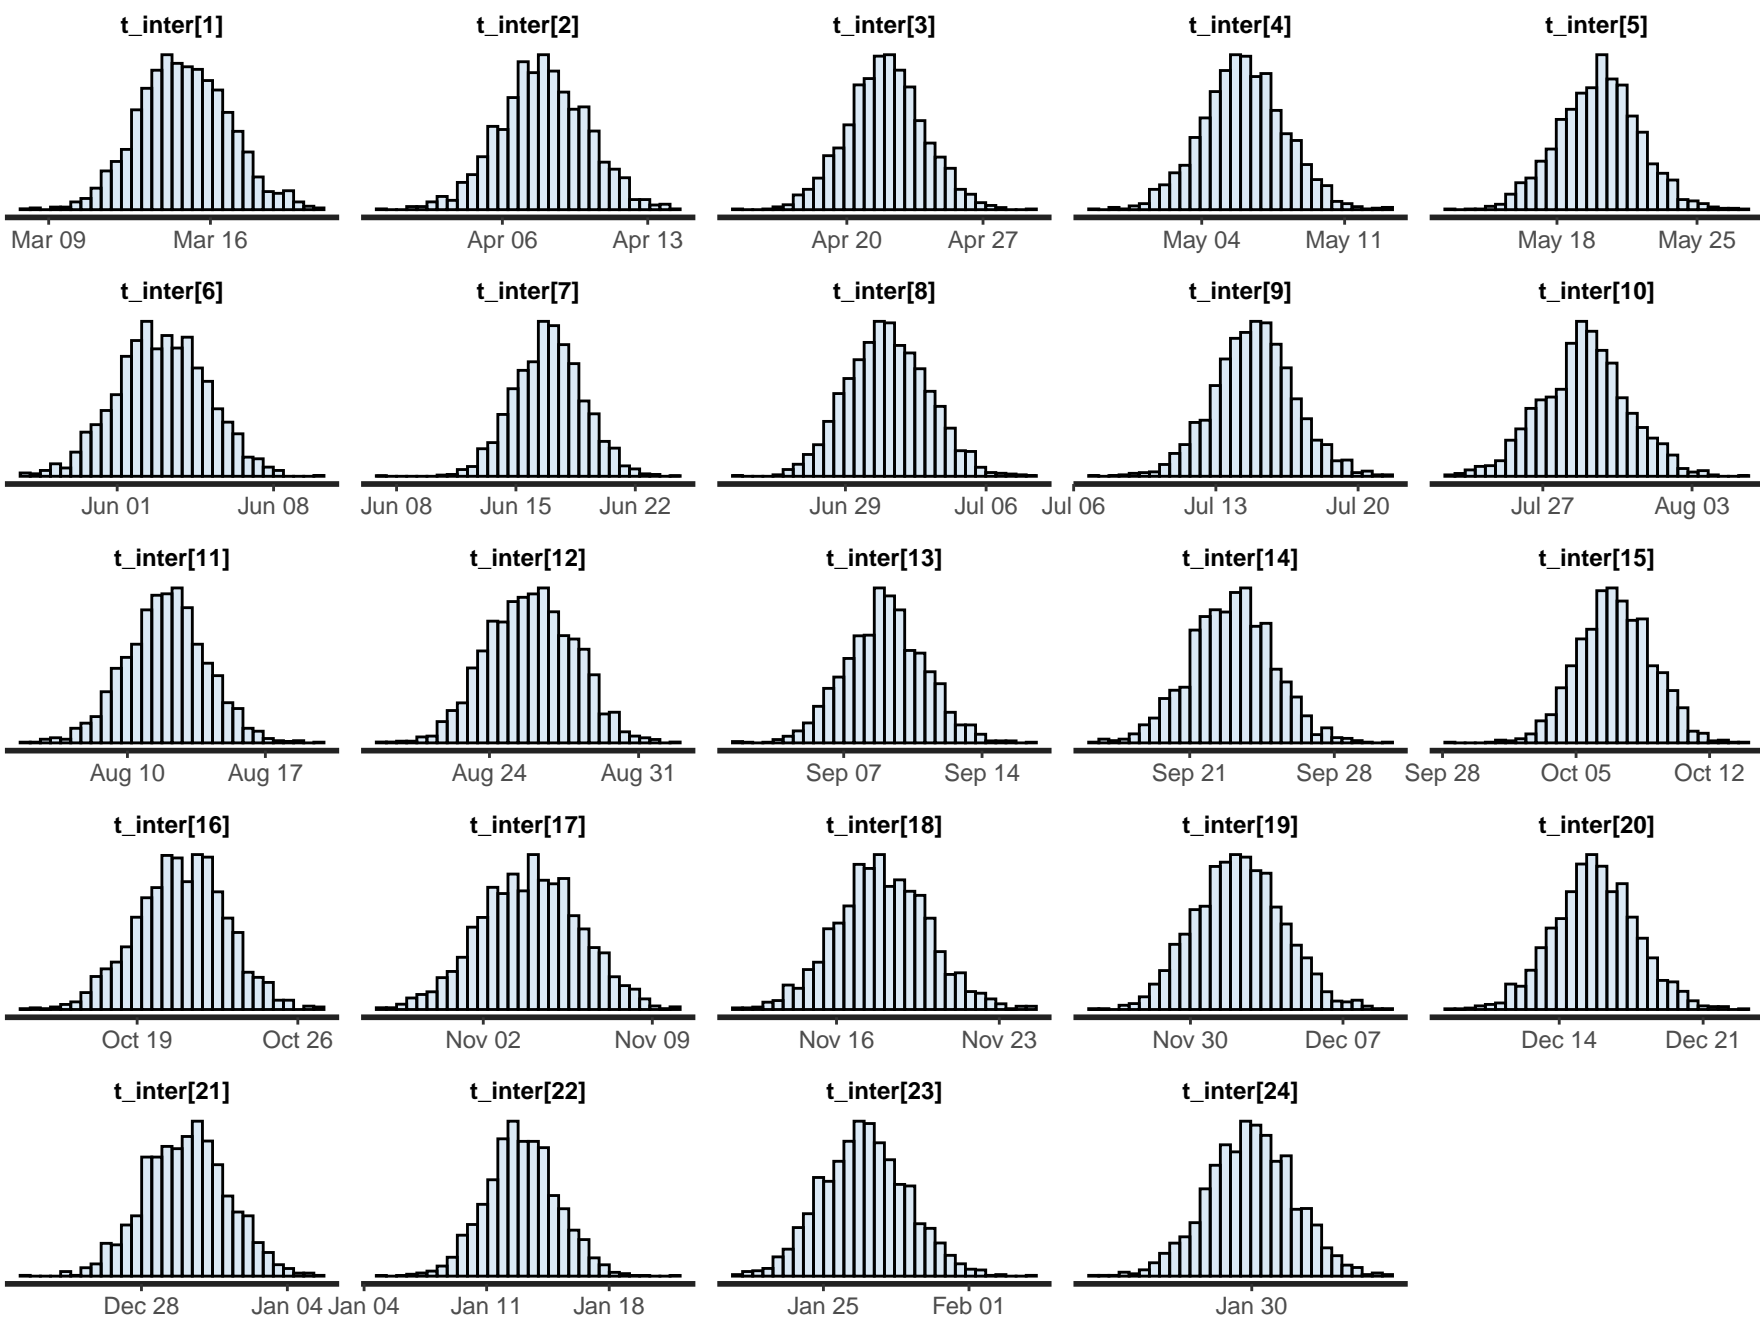 t_inter[1] t_inter[2] t_inter[3] t_inter[4] t_inter[5]
Mar 09 Mar 16 Apr 06 Apr 13 Apr 20 Apr 27 May 04 May 11 May 18 May 25
t_inter[6] t_inter[7] t_inter[8] t_inter[9] t_inter[10]
Jun 01 Jun 08 Jun 08 Jun 15 Jun 22 Jun 29 Jul 06 Jul 06 Jul 13 Jul 20 Jul 27 Aug 03
t_inter[11] t_inter[12] t_inter[13] t_inter[14] t_inter[15]
Aug 10 Aug 17 Aug 24 Aug 31 Sep 07 Sep 14 Sep 21 Sep 28 Sep 28 Oct 05 Oct 12
t_inter[16] t_inter[17] t_inter[18] t_inter[19] t_inter[20]
Oct 19 Oct 26 Nov 02 Nov 09 Nov 16 Nov 23 Nov 30 Dec 07 Dec 14 Dec 21
t_inter[21] t_inter[22] t_inter[23] t_inter[24]
Dec 28 Jan 04 Jan 04 Jan 11 Jan 18 Jan 25 Feb 01 Jan 30